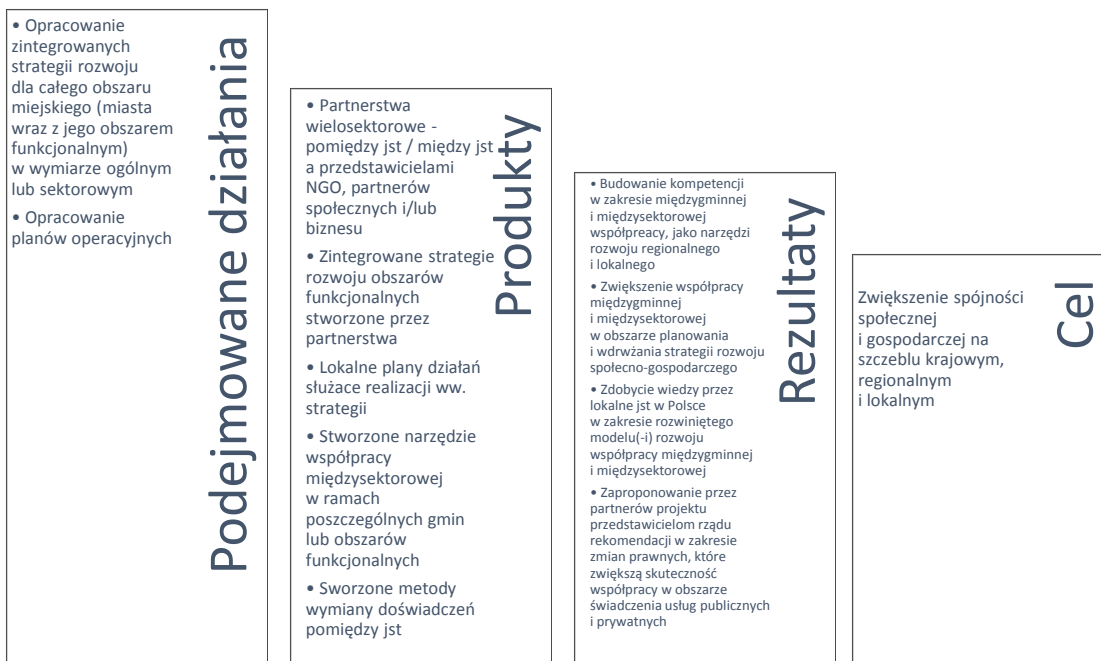 • Opracowanie
zintegrowanych
strategii rozwoju
dla całego obszaru
miejskiego (miasta
wraz z jego obszarem
funkcjonalnym)
w wymiarze ogólnym
lub sektorowym
• Opracowanie
planów operacyjnych
Podejmowane działania
• Partnerstwa
wielosektorowe -
pomiędzy jst / między jst
a przedstawicielami
NGO, partnerów
społecznych i/lub
biznesu
• Zintegrowane strategie
rozwoju obszarów
funkcjonalnych
stworzone przez
partnerstwa
• Lokalne plany działań
służace realizacji ww.
strategii
• Stworzone narzędzie
współpracy
międzysektorowej
w ramach
poszczególnych gmin
lub obszarów
funkcjonalnych
• Sworzone metody
wymiany doświadczeń
pomiędzy jst
Produkty
• Budowanie kompetencji
w zakresie międzygminnej
i międzysektorowej
współpreacy, jako narzędzi
rozwoju regionalnego
i lokalnego
• Zwiększenie współpracy
międzygminnej
i międzysektorowej
w obszarze planowania
i wdrwżania strategii rozwoju
społecno-gospodarczego
• Zdobycie wiedzy przez
lokalne jst w Polsce
w zakresie rozwiniętego
modelu(-i) rozwoju
współpracy międzygminnej
i międzysektorowej
• Zaproponowanie przez
partnerów projektu
przedstawicielom rządu
rekomendacji w zakresie
zmian prawnych, które
zwiększą skuteczność
współpracy w obszarze
świadczenia usług publicznych
i prywatnych
Rezultaty
Zwiększenie spójności
społecznej
i gospodarczej na
szczeblu krajowym,
regionalnym
i lokalnym
Cel